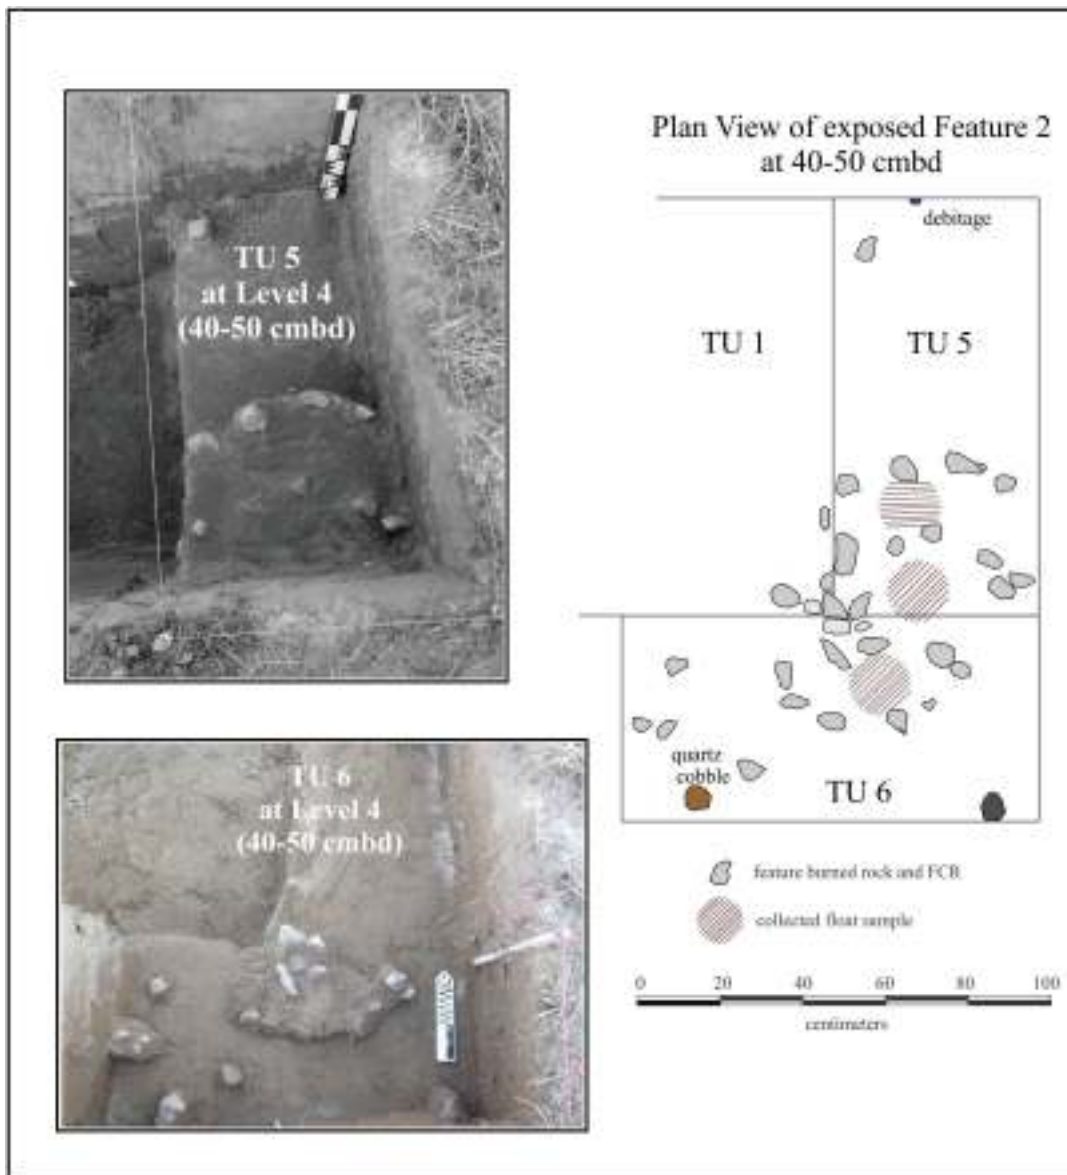 TU 5
at Level 4
(40-50 cmbd)
TU 6
at Level 4
(40-50 cmbd)
Plan View of exposed Feature 2
at 40-50 cmbd
debitage
TU 1
TU 5
quartz
cobble
TU 6
feature burned rock and FCR
collected float sample
0 20 40 60 80 100
centimeters